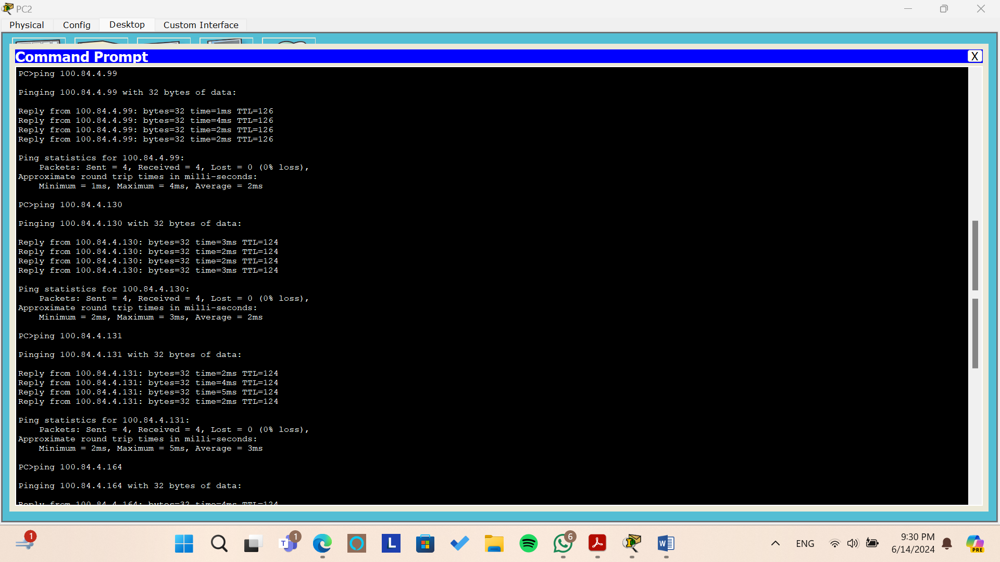 PC2
Physical Config Desktop Custom Interface
Command Prompt
X
PC>ping 100.84.4.99
Pinging 100.84.4.99 with 32 bytes of data:
Reply from 100.84.4.99: bytes=32 time=1ms TTL=126
Reply from 100.84.4.99: bytes=32 time=4ms TTL=126
Reply from 100.84.4.99: bytes=32 time=2ms TTL=126
Reply from 100.84.4.99: bytes=32 time=2ms TTL=126
Ping statistics for 100.84.4.99:
Packets: Sent = 4, Received = 4, Lost = 0 (0% loss),
Approximate round trip times in milli-seconds:
Minimum = 1ms, Maximum = 4ms, Average = 2ms
PC>ping 100.84.4.130
Pinging 100.84.4.130 with 32 bytes of data:
Reply from 100.84.4.130: bytes=32 time=3ms TTL=124
Reply from 100.84.4.130: bytes=32 time=2ms TTL=124
Reply from 100.84.4.130: bytes=32 time=2ms TTL=124
Reply from 100.84.4.130: bytes=32 time=3ms TTL=124
Ping statistics for 100.84.4.130:
Packets: Sent = 4, Received = 4, Lost = 0 (0% loss),
Approximate round trip times in milli-seconds:
Minimum = 2ms, Maximum = 3ms, Average = 2ms
PC>ping 100.84.4.131
Pinging 100.84.4.131 with 32 bytes of data:
Reply from 100.84.4.131: bytes=32 time=2ms TTL=124
Reply from 100.84.4.131: bytes=32 time=4ms TTL=124
Reply from 100.84.4.131: bytes=32 time=5ms TTL=124
Reply from 100.84.4.131: bytes=32 time=2ms TTL=124
Ping statistics for 100.84.4.131:
Packets: Sent = 4, Received = 4, Lost = 0 (0% loss),
Approximate round trip times in milli-seconds:
Minimum = 2ms, Maximum = 5ms, Average = 3ms
PC>ping 100.84.4.164
Pinging 100.84.4.164 with 32 bytes of data:
Reply from 100.84.4.164: bytes=32 time=4ms TTL=124
1
T
1
L
6
W
ENG
9:30 PM
6/14/2024
PRE